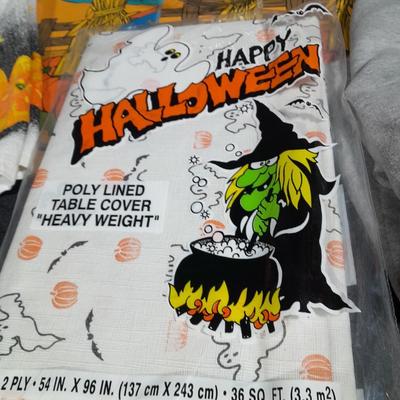 HAPPY
HALLOWEEN
POLY LINED
TABLE COVER
"HEAVY WEIGHT"
2 PLY • 54 IN. X 96 IN. (137 cm X 243 cm) • 36 SQ. FT. (3.3 m²)